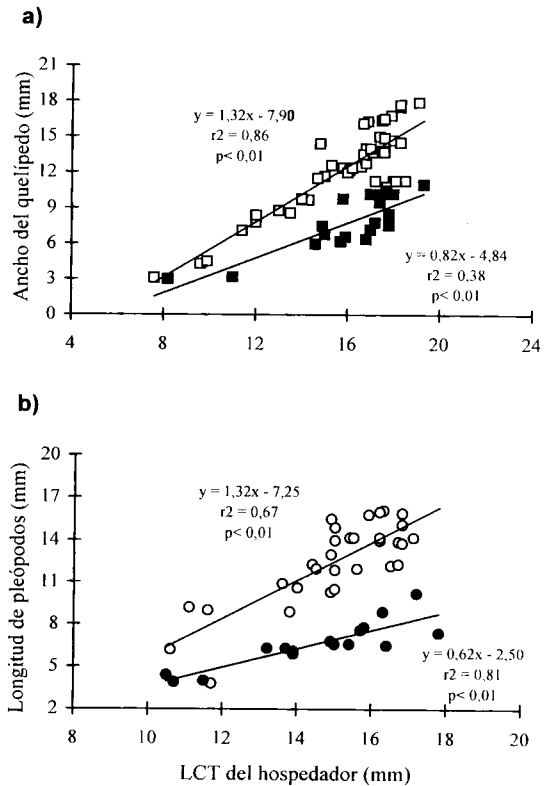 a)
Ancho del quelípedo (mm)
21
18
15
12
9
6
3
0
y = 1,32x - 7,90
r2 = 0,86
p< 0,01
y = 0,82x - 4,84
r2 = 0,38
p< 0,01
4
8
12
16
20
24
b)
Longitud de pleópodos (mm)
20
17
14
11
8
5
2
y = 1,32x - 7,25
r2 = 0,67
p< 0,01
y = 0,62x - 2,50
r2 = 0,81
p< 0,01
8
10
12
14
16
18
20
LCT del hospedador (mm)